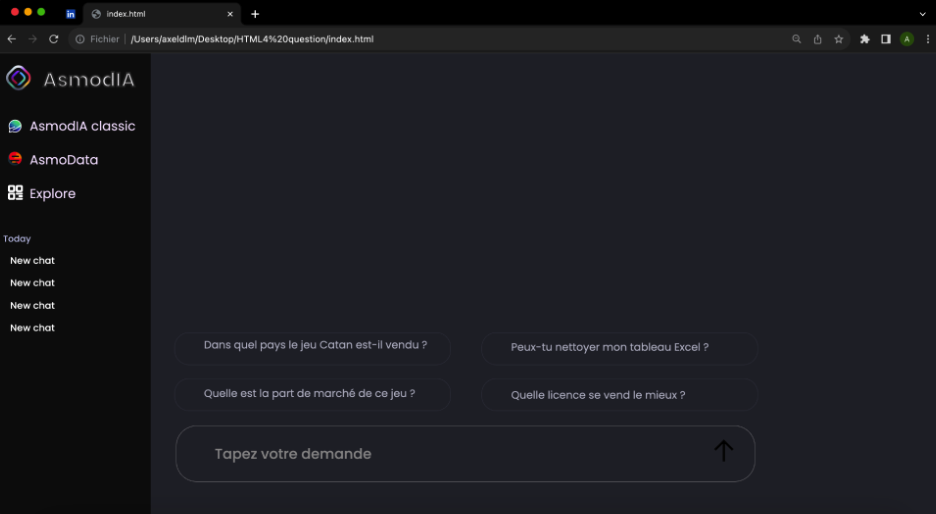 index.html
Fichier
/Users/axeldlm/Desktop/HTML4%20question/index.html
A
AsmodIA
AsmodIA classic
AsmoData
Explore
Today
New chat
New chat
New chat
New chat
Dans quel pays le jeu Catan est-il vendu ?
Peux-tu nettoyer mon tableau Excel ?
Quelle est la part de marché de ce jeu ?
Quelle licence se vend le mieux ?
Tapez votre demande